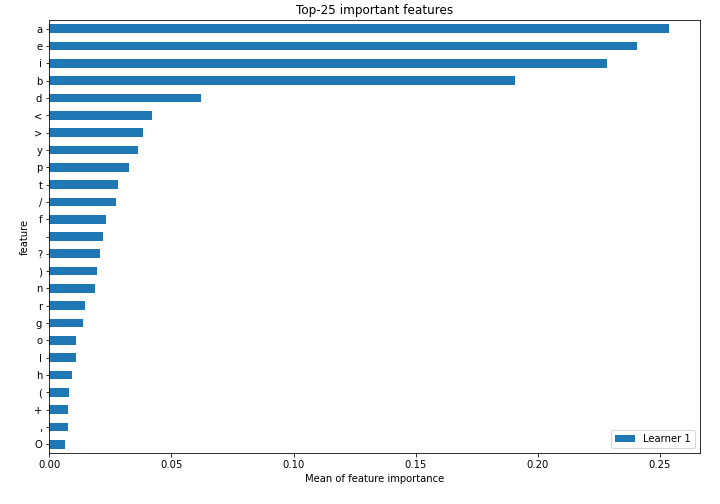 Top-25 important features
a
e
i
b
d
<
>
y
p
t
/
f
?
)
n
r
g
o
l
h
(
+
,
O
feature
0.00 0.05 0.10 0.15 0.20 0.25
Mean of feature importance
Learner 1